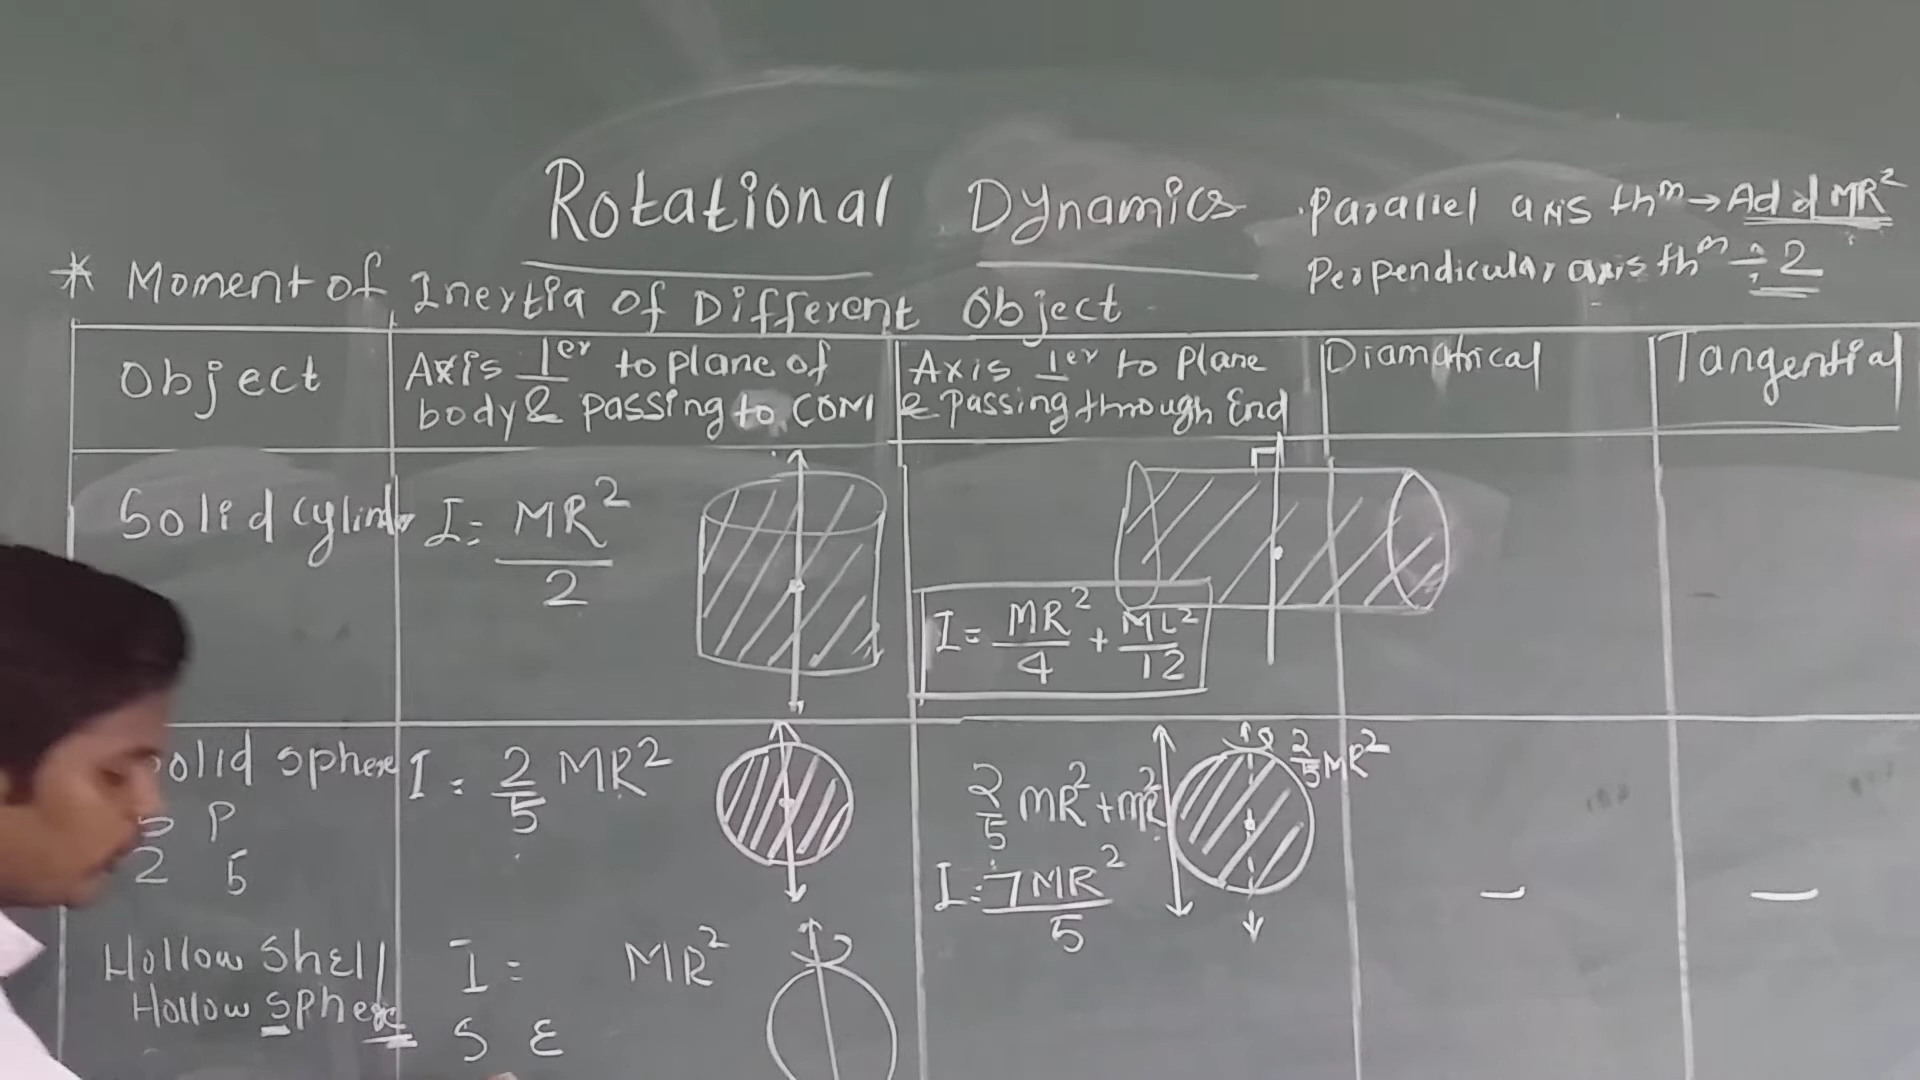 Rotational Dynamics
Parallel axis thm → Add MR²
Perpendicular axis thm ÷ 2
* Moment of Inertia of Different Object
Object
Axis ⊥er to plane of
body & passing to COM
Axis ⊥er to plane
& passing through End
Diamatrical
Tangential
Solid cylinder
I = MR²/2
I = MR²/4 + ML²/12
olid sphere
I = 2/5 MR²
2/5 MR² + MR²
2/5 MR²
I = 7MR²/5
P
2 5
— —
Hollow Shell
Hollow Sphere
I = MR²
S E